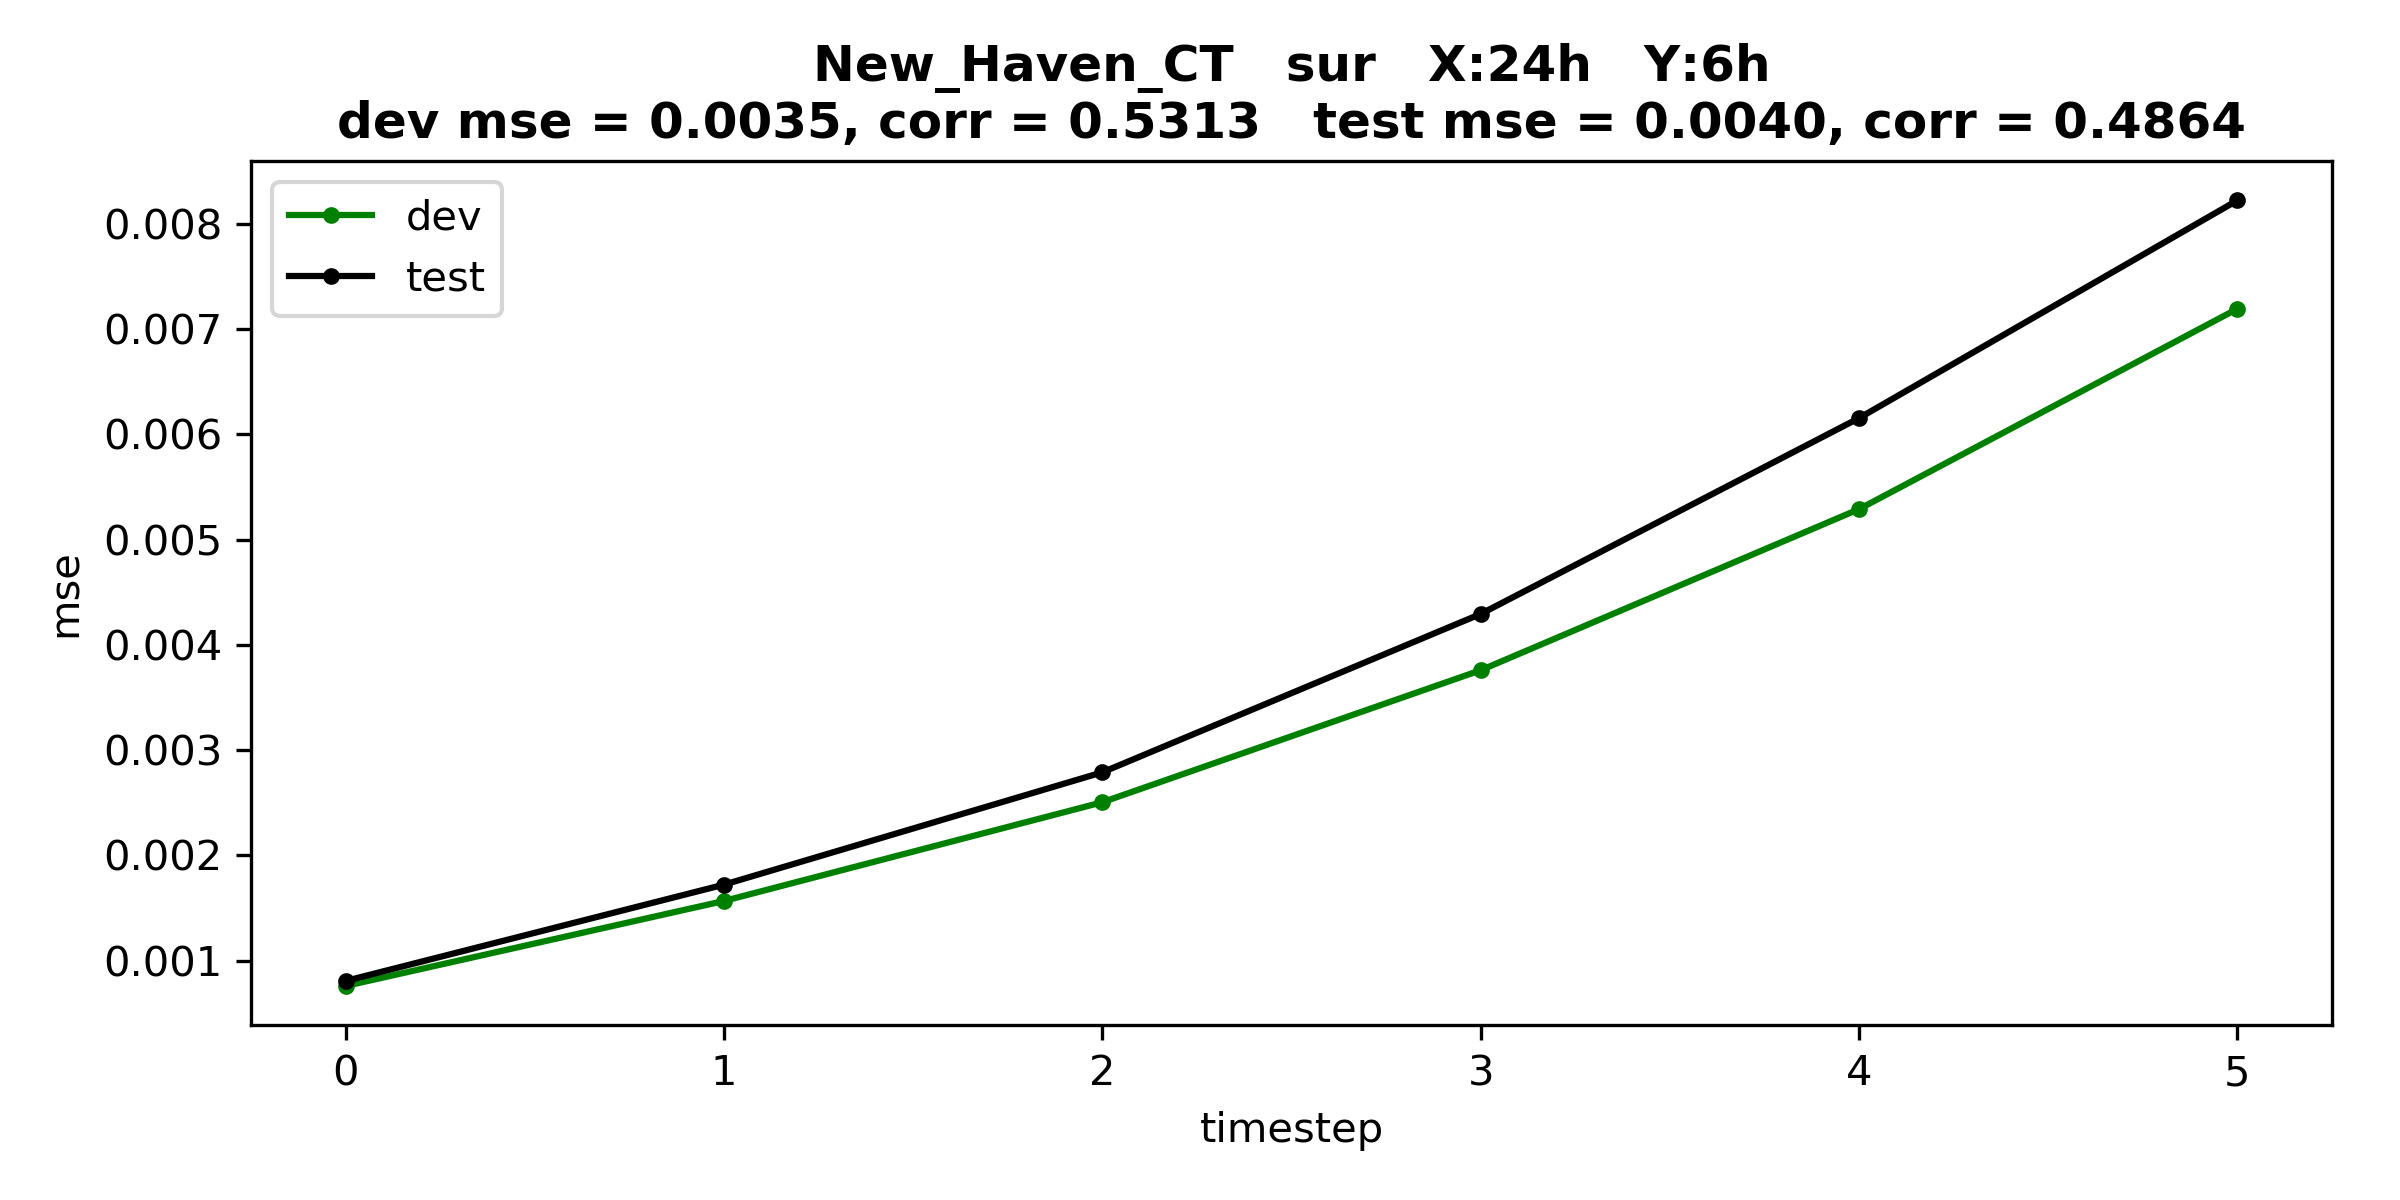 New_Haven_CT   sur   X:24h   Y:6h
dev mse = 0.0035, corr = 0.5313   test mse = 0.0040, corr = 0.4864
dev
test
0.008
0.007
0.006
0.005
0.004
0.003
0.002
0.001
mse
0 1 2 3 4 5
timestep